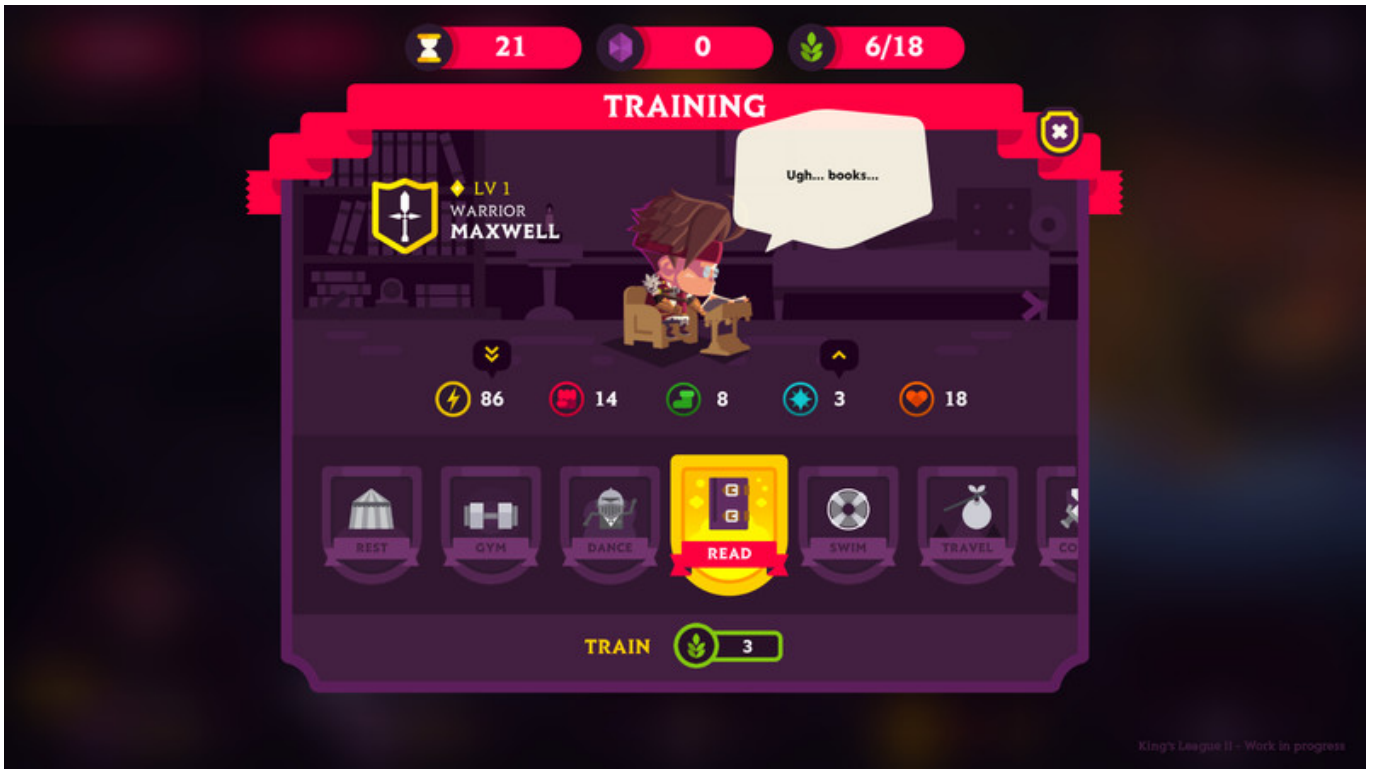 21
0
6/18
TRAINING
Ugh... books...
LV 1
WARRIOR
MAXWELL
86
14
8
3
18
REST
GYM
DANCE
READ
SWIM
TRAVEL
CO
TRAIN
3
King's League II - Work in progress